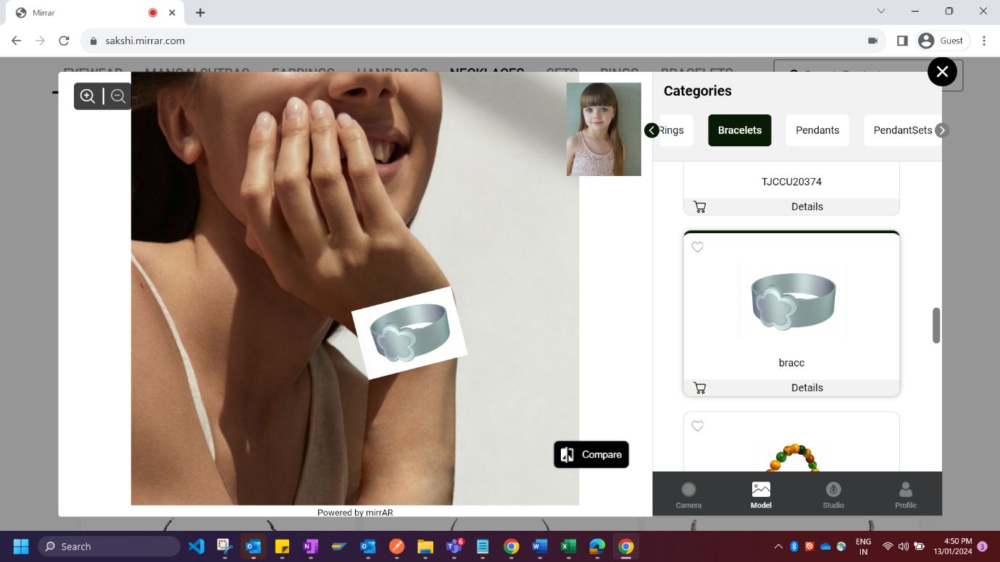 Mirrar
sakshi.mirrar.com
Guest
EYEWEAR MANGALSUTRAS EARRINGS HANDBAGS NECKLACES SETS RINGS BRACELETS
Categories
Rings Bracelets Pendants PendantSets
TJCCU20374
Details
bracc
Details
Compare
Camera Model Studio Profile
Powered by mirrAR
Search
6
ENG
IN
4:50 PM
13/01/2024
3